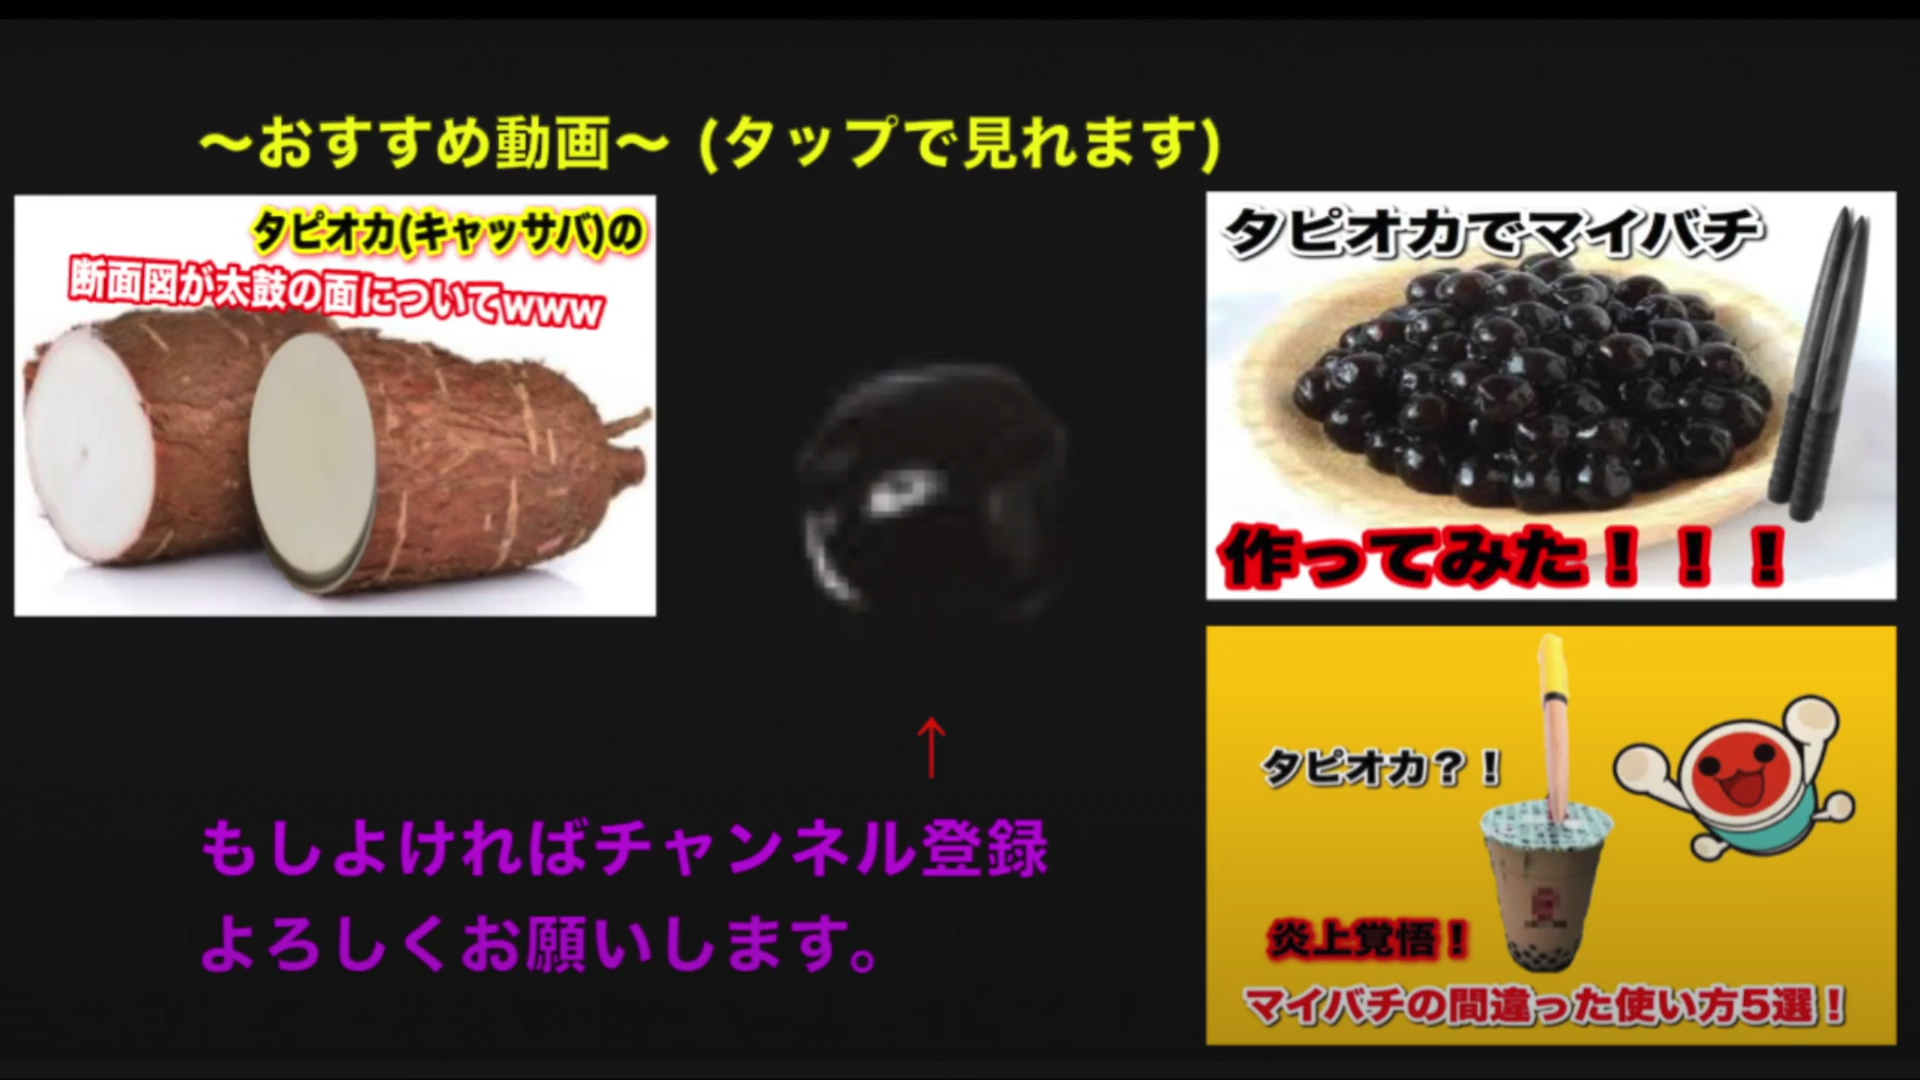 ～おすすめ動画～ (タップで見れます)
タピオカ(キャッサバ)の
断面図が太鼓の面についてwww
タピオカでマイバチ
作ってみた！！！
タピオカ？！
炎上覚悟！
マイバチの間違った使い方5選！
↑
もしよければチャンネル登録
よろしくお願いします。